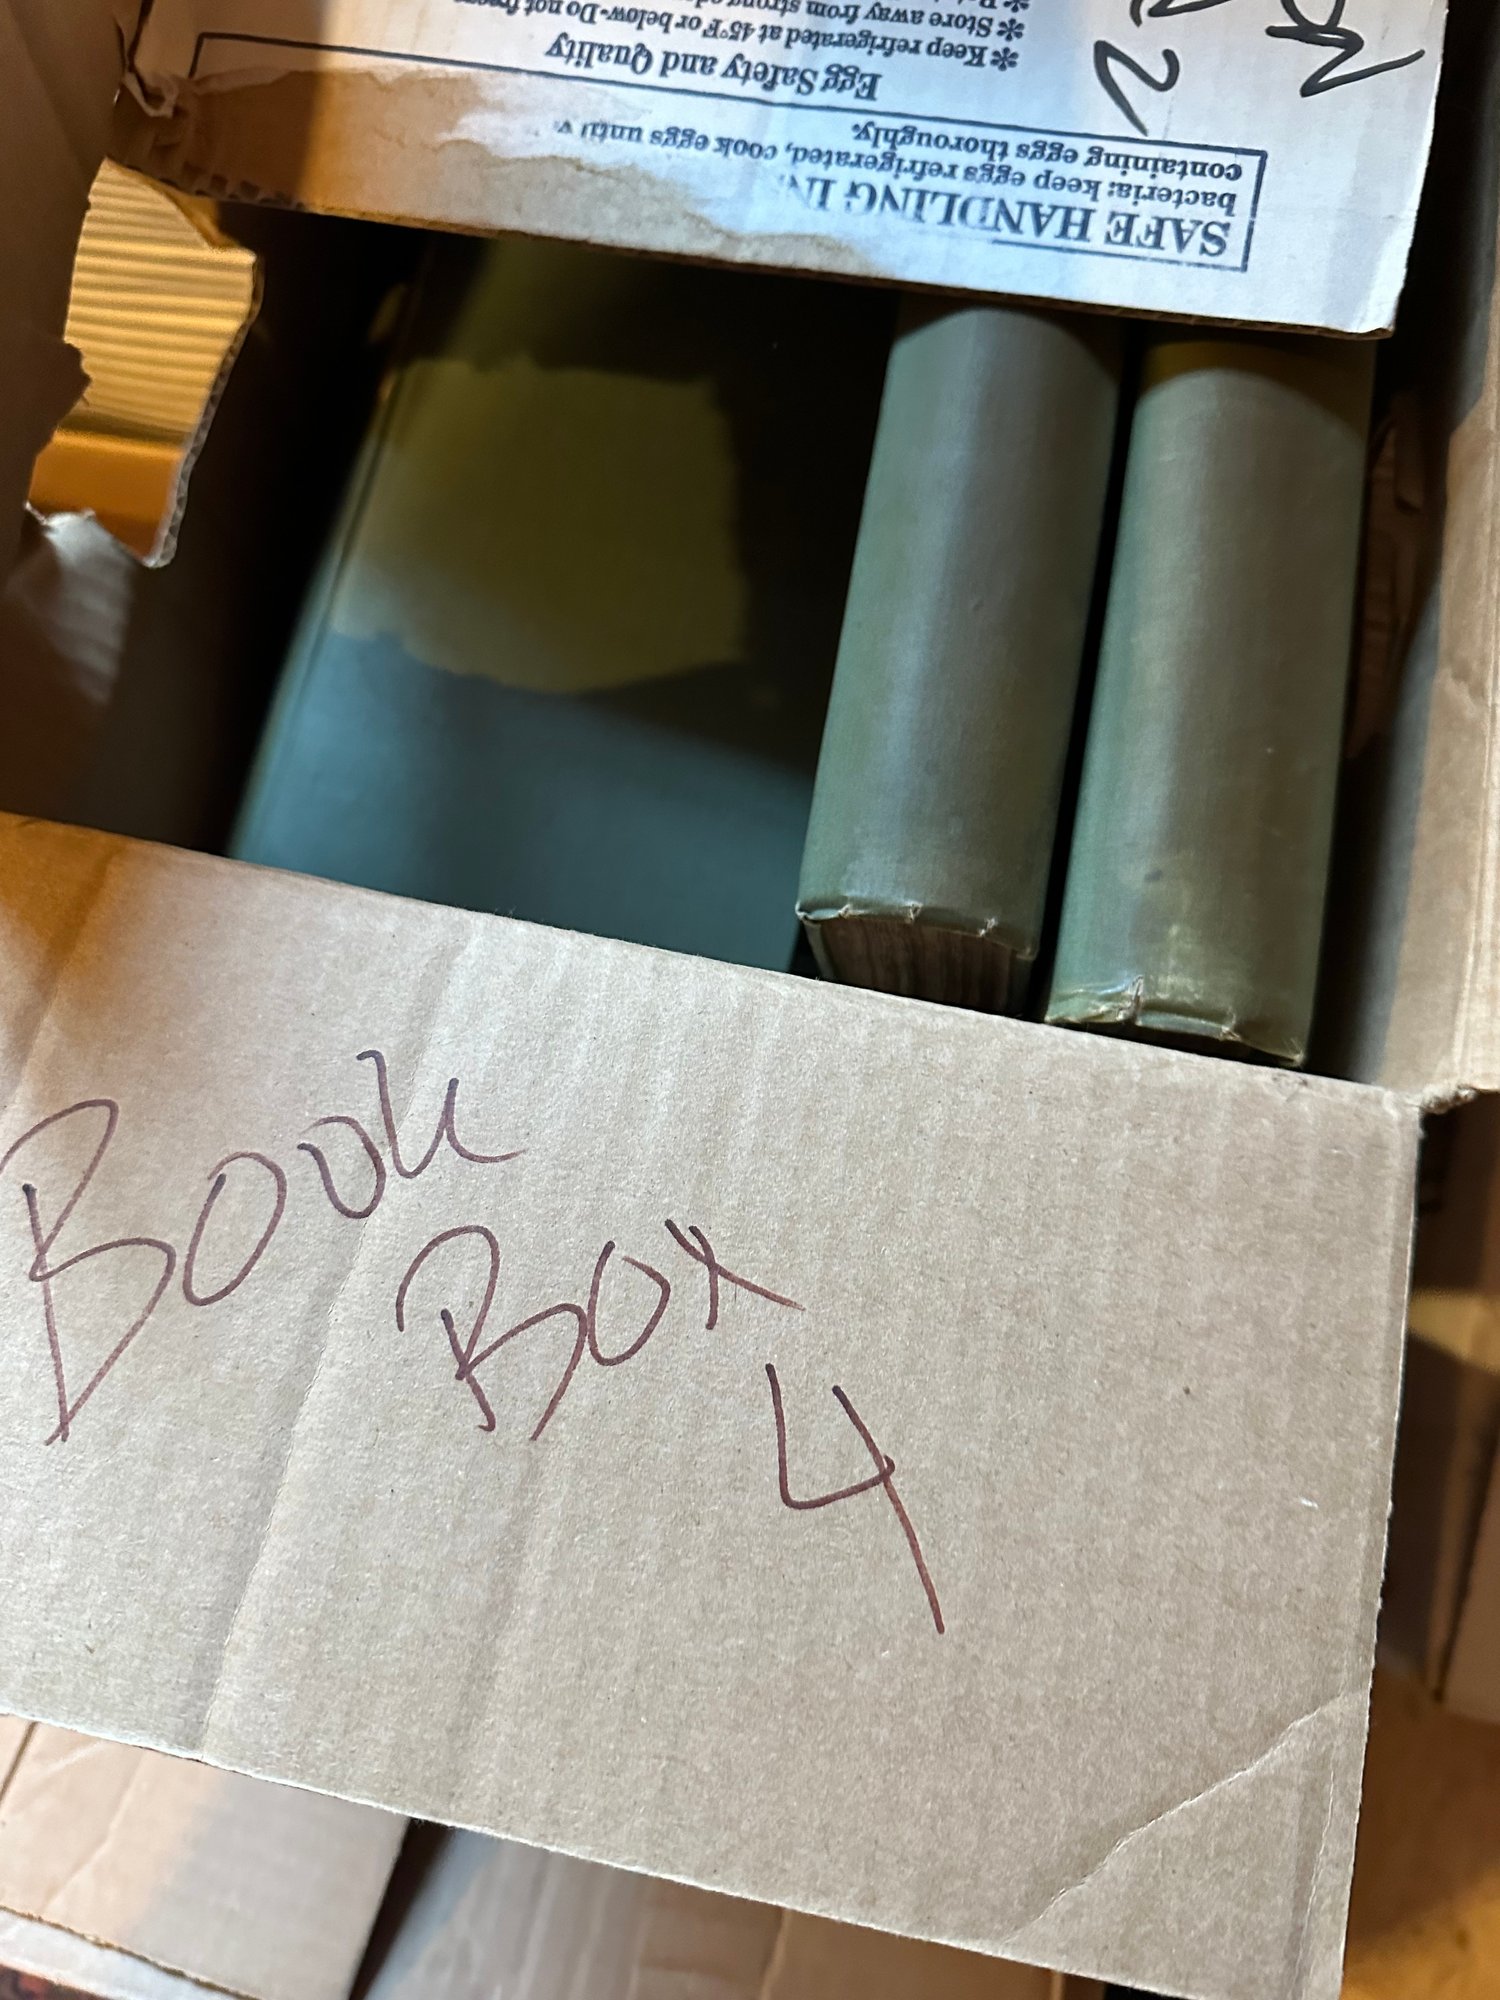 SAFE HANDLING IN
bacteria: keep eggs refrigerated, cook eggs until
containing eggs thoroughly.
Egg Safety and Quality
* Keep refrigerated at 45°F or below-Do not freeze
* Store away from strong
Book
Box
4